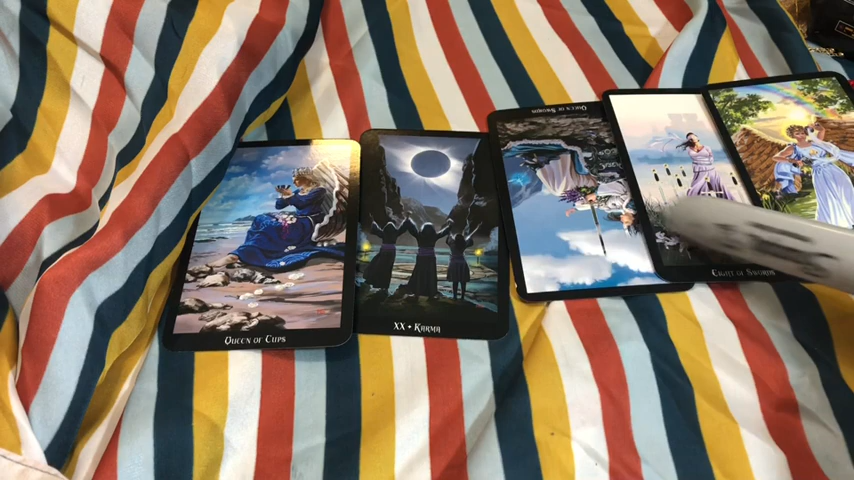 Queen of Cups
XX • Karma
Queen of Swords
Eight of Swords